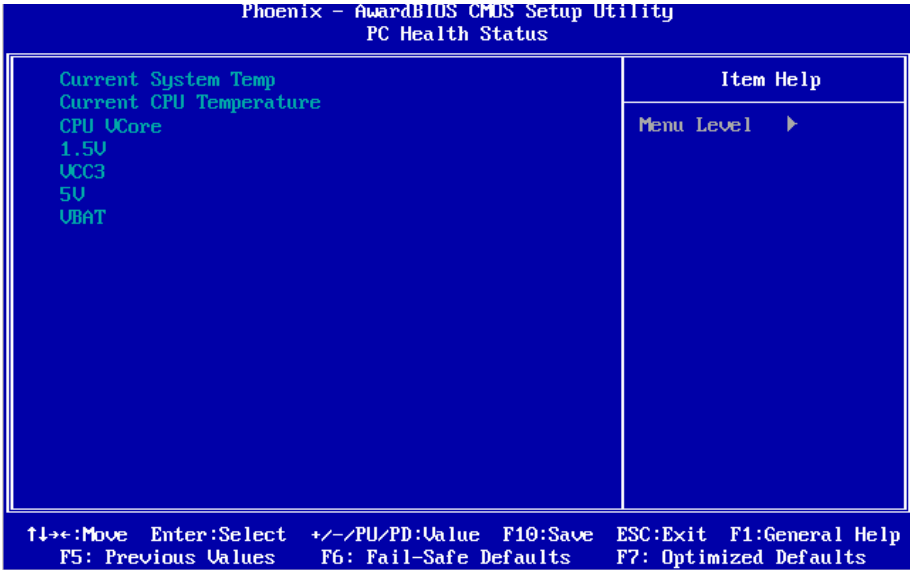 Phoenix - AwardBIOS CMOS Setup Utility
PC Health Status
Current System Temp
Current CPU Temperature
CPU VCore
1.5V
VCC3
5V
VBAT
Item Help
Menu Level ▶
↑↓→←:Move Enter:Select +/-/PU/PD:Value F10:Save ESC:Exit F1:General Help
F5: Previous Values F6: Fail-Safe Defaults F7: Optimized Defaults